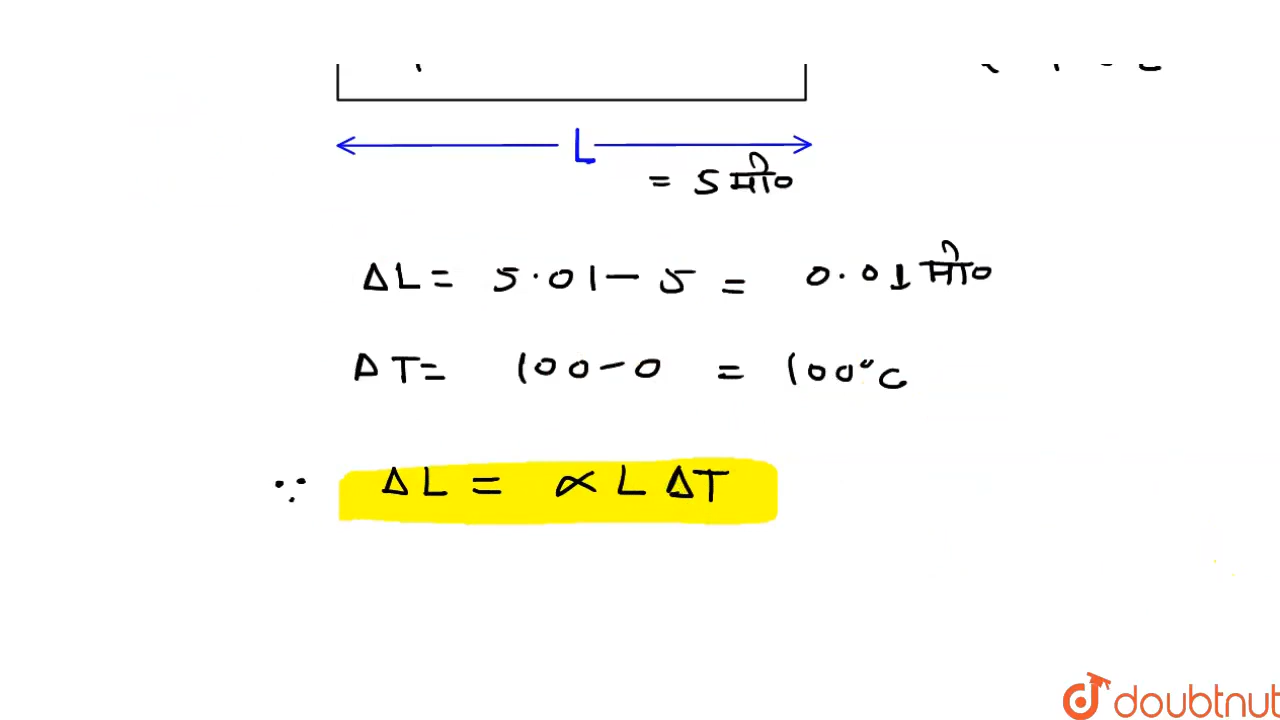 L
= 5 मी०
ΔL = 5.01 - 5 = 0.01 मी०
ΔT = 100 - 0 = 100°C
∵ ΔL = ∝ L ΔT
doubtnut